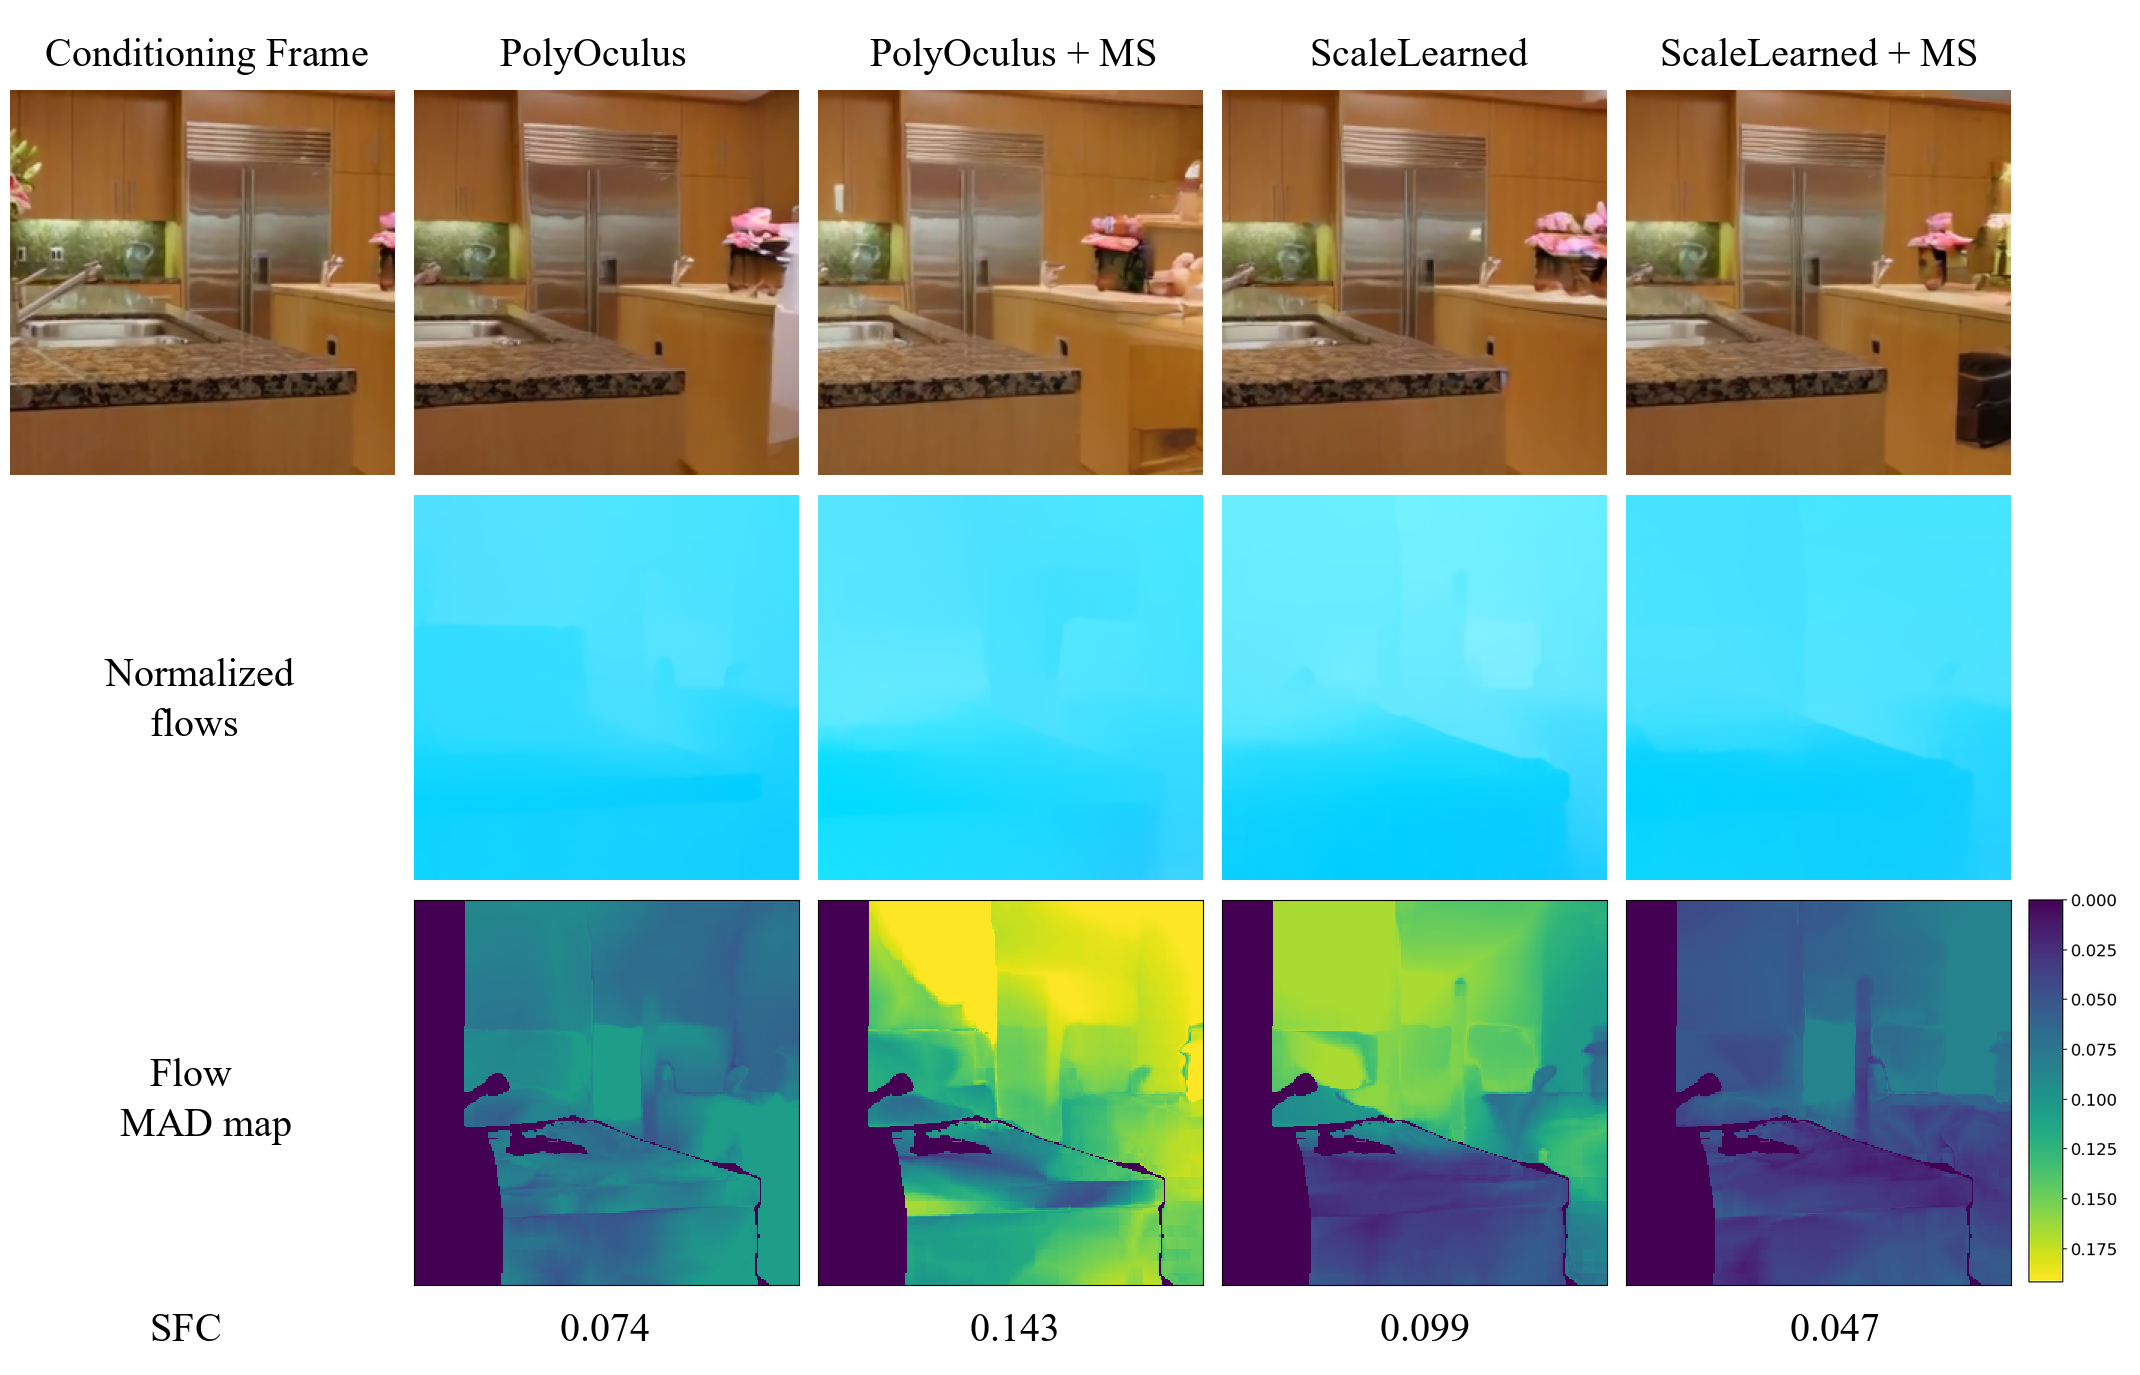 Conditioning Frame
PolyOculus
PolyOculus + MS
ScaleLearned
ScaleLearned + MS
Normalized
flows
Flow
MAD map
0.000
0.025
0.050
0.075
0.100
0.125
0.150
0.175
SFC
0.074
0.143
0.099
0.047